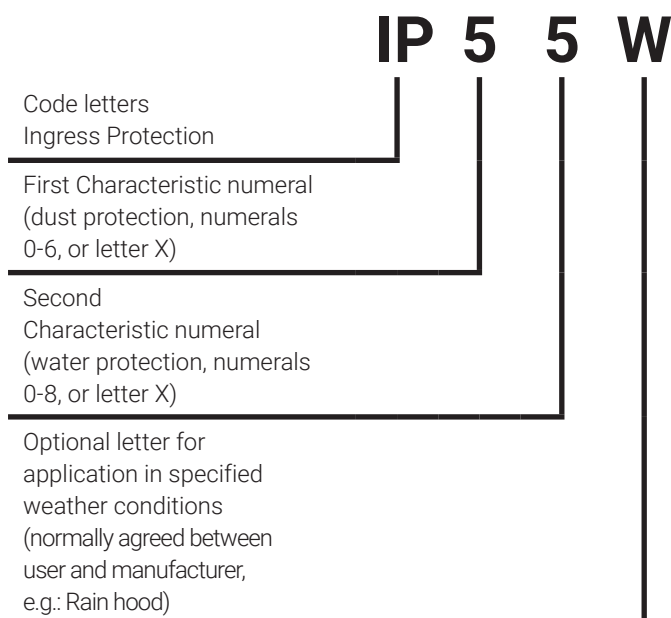 IP 5 5 W
Code letters
Ingress Protection
First Characteristic numeral
(dust protection, numerals
0-6, or letter X)
Second
Characteristic numeral
(water protection, numerals
0-8, or letter X)
Optional letter for
application in specified
weather conditions
(normally agreed between
user and manufacturer,
e.g.: Rain hood)